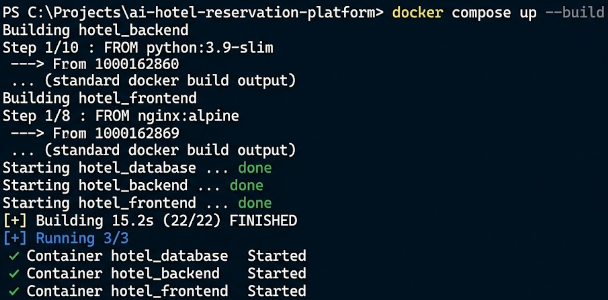 PS C:\Projects\ai-hotel-reservation-platform> docker compose up --build
Building hotel_backend
Step 1/10 : FROM python:3.9-slim
---> From 1000162860
... (standard docker build output)
Building hotel_frontend
Step 1/8 : FROM nginx:alpine
---> From 1000162869
... (standard docker build output)
Starting hotel_database ... done
Starting hotel_backend ... done
Starting hotel_frontend ... done
[+] Building 15.2s (22/22) FINISHED
[+] Running 3/3
✓ Container hotel_database Started
✓ Container hotel_backend Started
✓ Container hotel_frontend Started